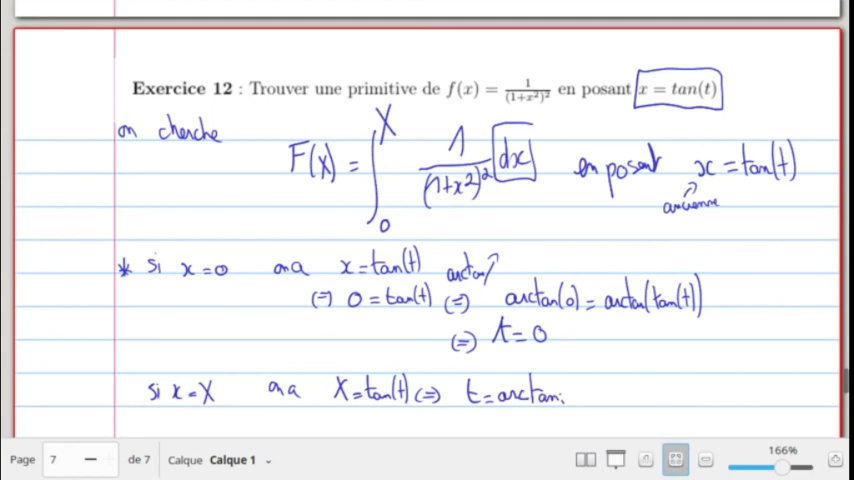 Exercice 12 : Trouver une primitive de f(x) = 1/(1+x²)² en posant x = tan(t)
on cherche
F(X) = ∫₀^X 1/(1+x²)² dx en posant x = tan(t)
ancienne
* si x=0 on a x=tan(t) arctan ↗
(=) 0 = tan(t) (=) arctan(0) = arctan(tan(t))
(=) t = 0
si x = X on a X = tan(t) (=) t = arctan
Page 7 de 7 Calque Calque 1 166%